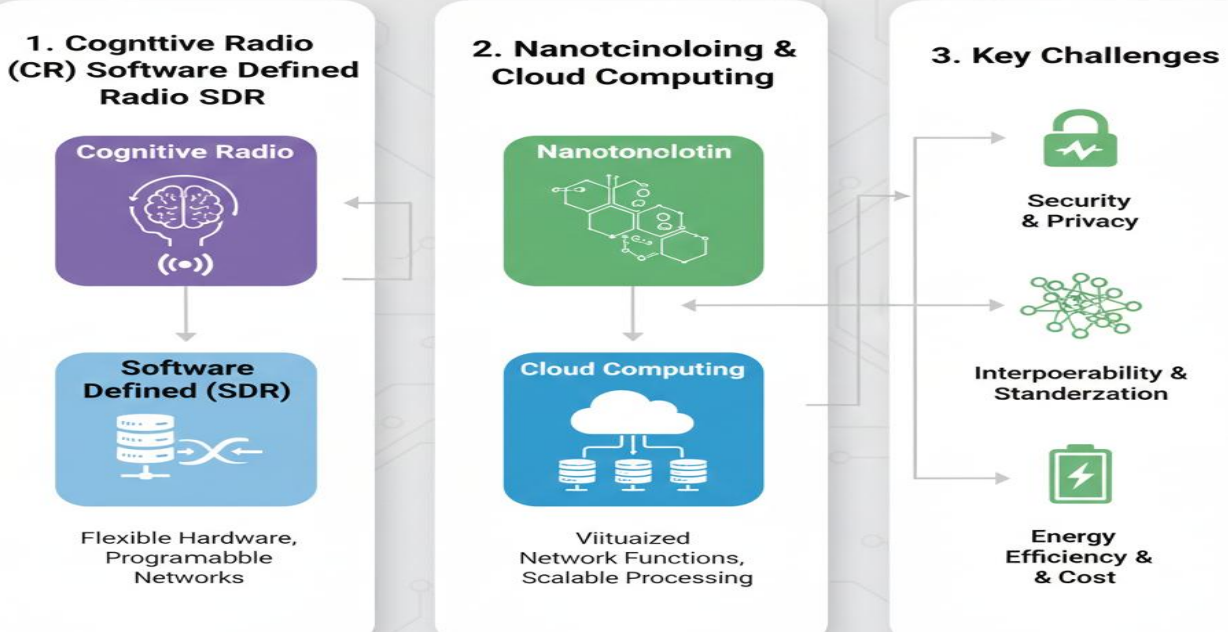 1. Cognttive Radio
(CR) Software Defined
Radio SDR
Cognitive Radio
Software
Defined (SDR)
Flexible Hardware,
Programabble
Networks
2. Nanotcinoloing &
Cloud Computing
Nanotonolotin
Cloud Computing
Viituaized
Network Functions,
Scalable Processing
3. Key Challenges
Security
& Privacy
Interpoerability &
Standerzation
Energy
Efficiency &
& Cost